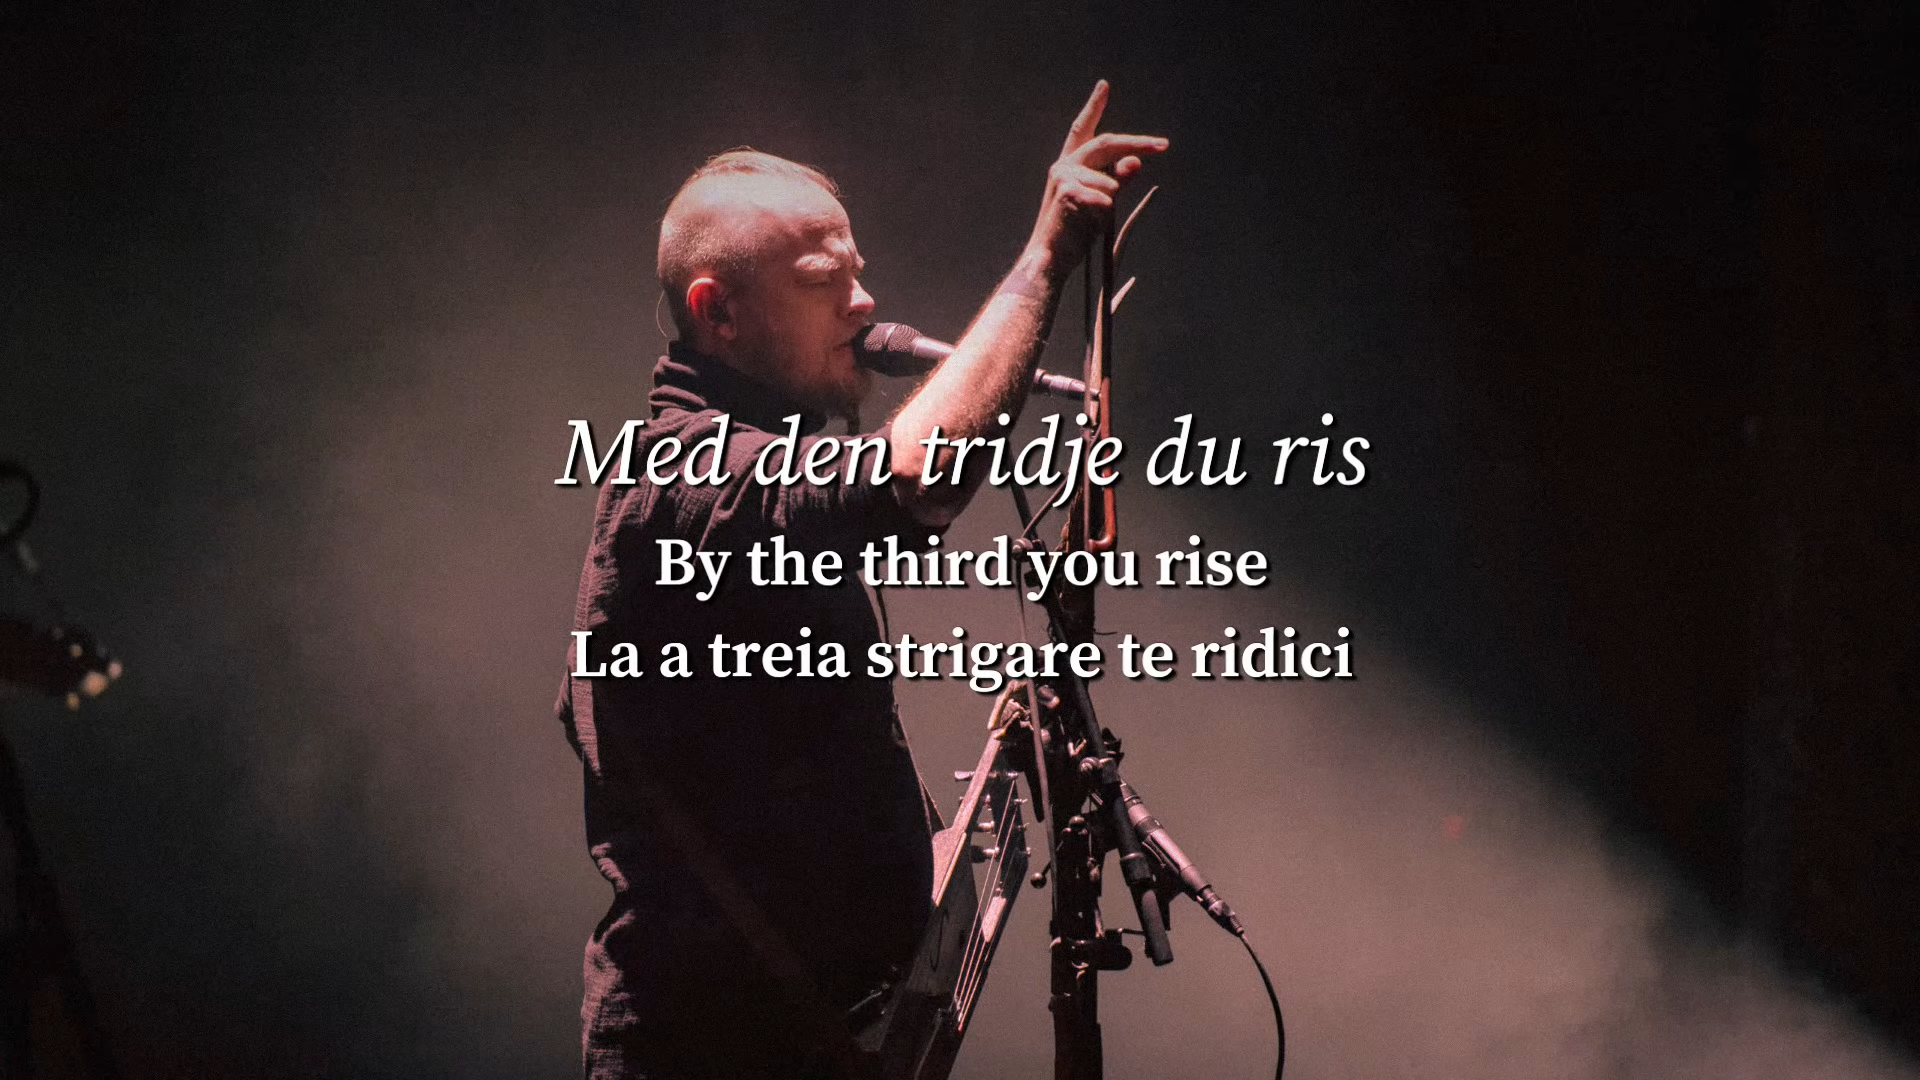 Med den tridje du ris
By the third you rise
La a treia strigare te ridici